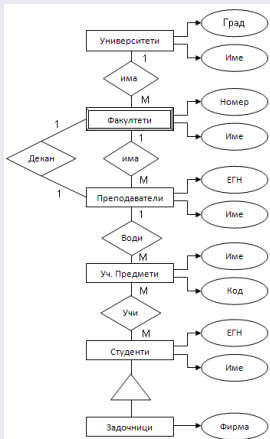 Град
Университети
Име
1
има
M
Номер
Факултети
Име
1
1
Декан
има
1
M
ЕГН
Преподаватели
Име
1
Води
M
Име
Уч. Предмети
Код
M
Учи
M
ЕГН
Студенти
Име
Задочници
Фирма